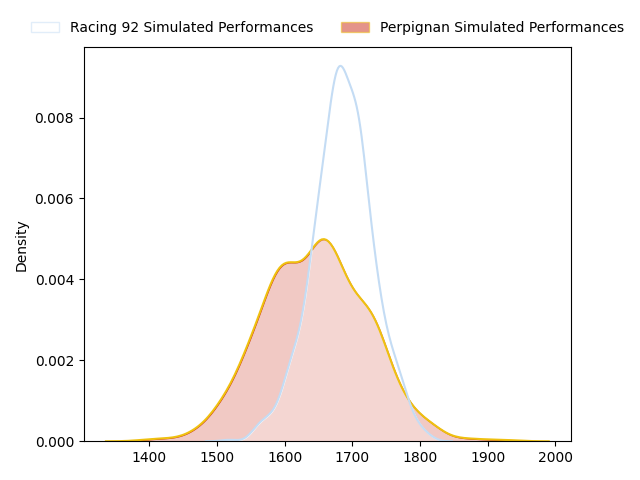 Racing 92 Simulated Performances Perpignan Simulated Performances
0.008
0.006
Density
0.004
0.002
0.000
1400 1500 1600 1700 1800 1900 2000